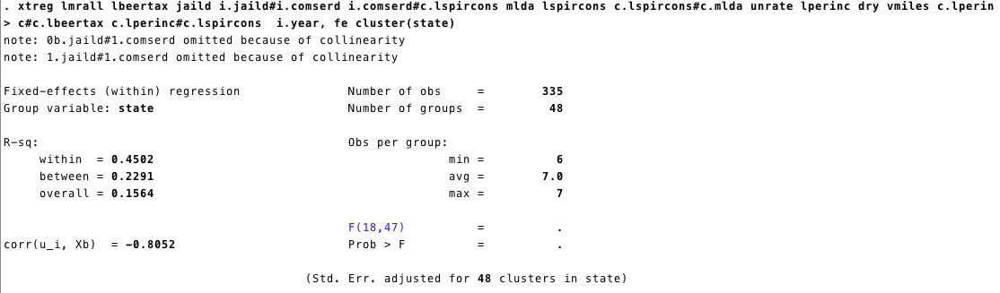 . xtreg lmrall lbeertax jaild i.jaild#i.comserd i.comserd#c.lspircons mlda lspircons c.lspircons#c.mlda unrate lperinc dry vmiles c.lperin
> c#c.lbeertax c.lperinc#c.lspircons  i.year, fe cluster(state)
note: 0b.jaild#1.comserd omitted because of collinearity
note: 1.jaild#1.comserd omitted because of collinearity
Fixed-effects (within) regression               Number of obs     =        335
Group variable: state                           Number of groups  =         48
R-sq:                                           Obs per group:
     within  = 0.4502                                         min =          6
     between = 0.2291                                         avg =        7.0
     overall = 0.1564                                         max =          7
                                                F(18,47)          =          .
corr(u_i, Xb)  = -0.8052                        Prob > F          =          .
                                          (Std. Err. adjusted for 48 clusters in state)